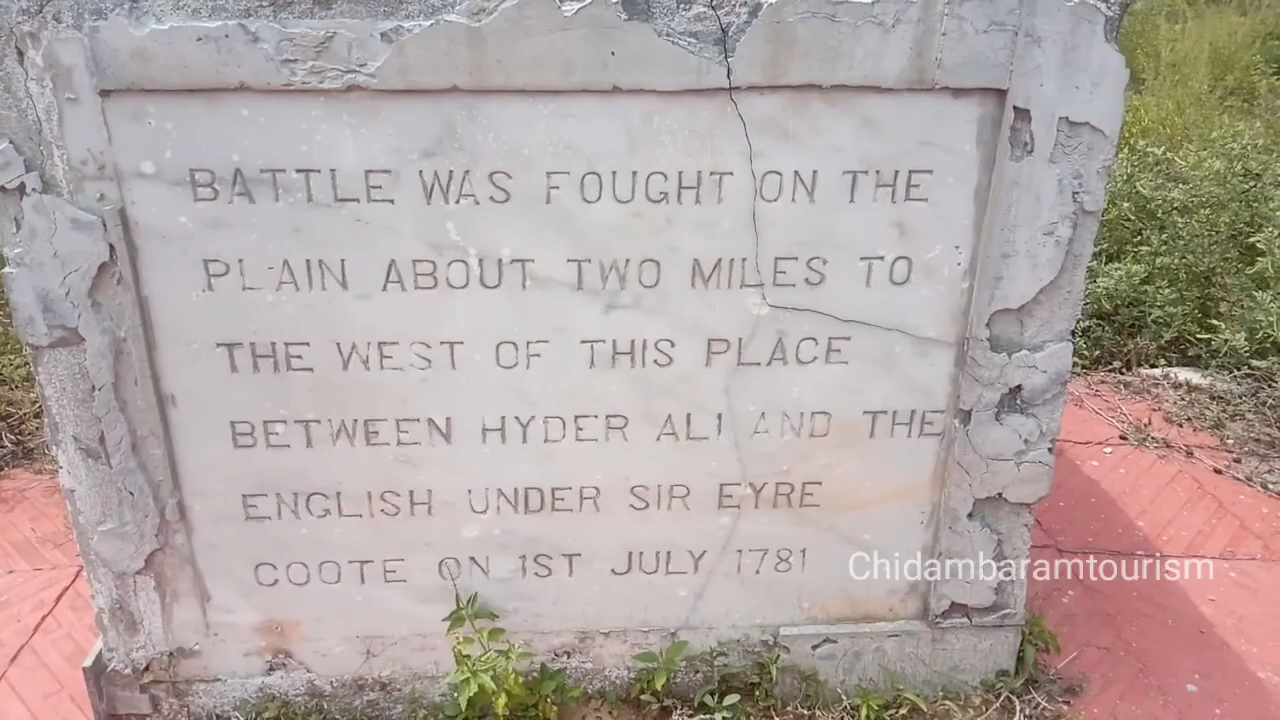 BATTLE WAS FOUGHT ON THE
PLAIN ABOUT TWO MILES TO
THE WEST OF THIS PLACE
BETWEEN HYDER ALI AND THE
ENGLISH UNDER SIR EYRE
COOTE ON 1ST JULY 1781
Chidambaramtourism